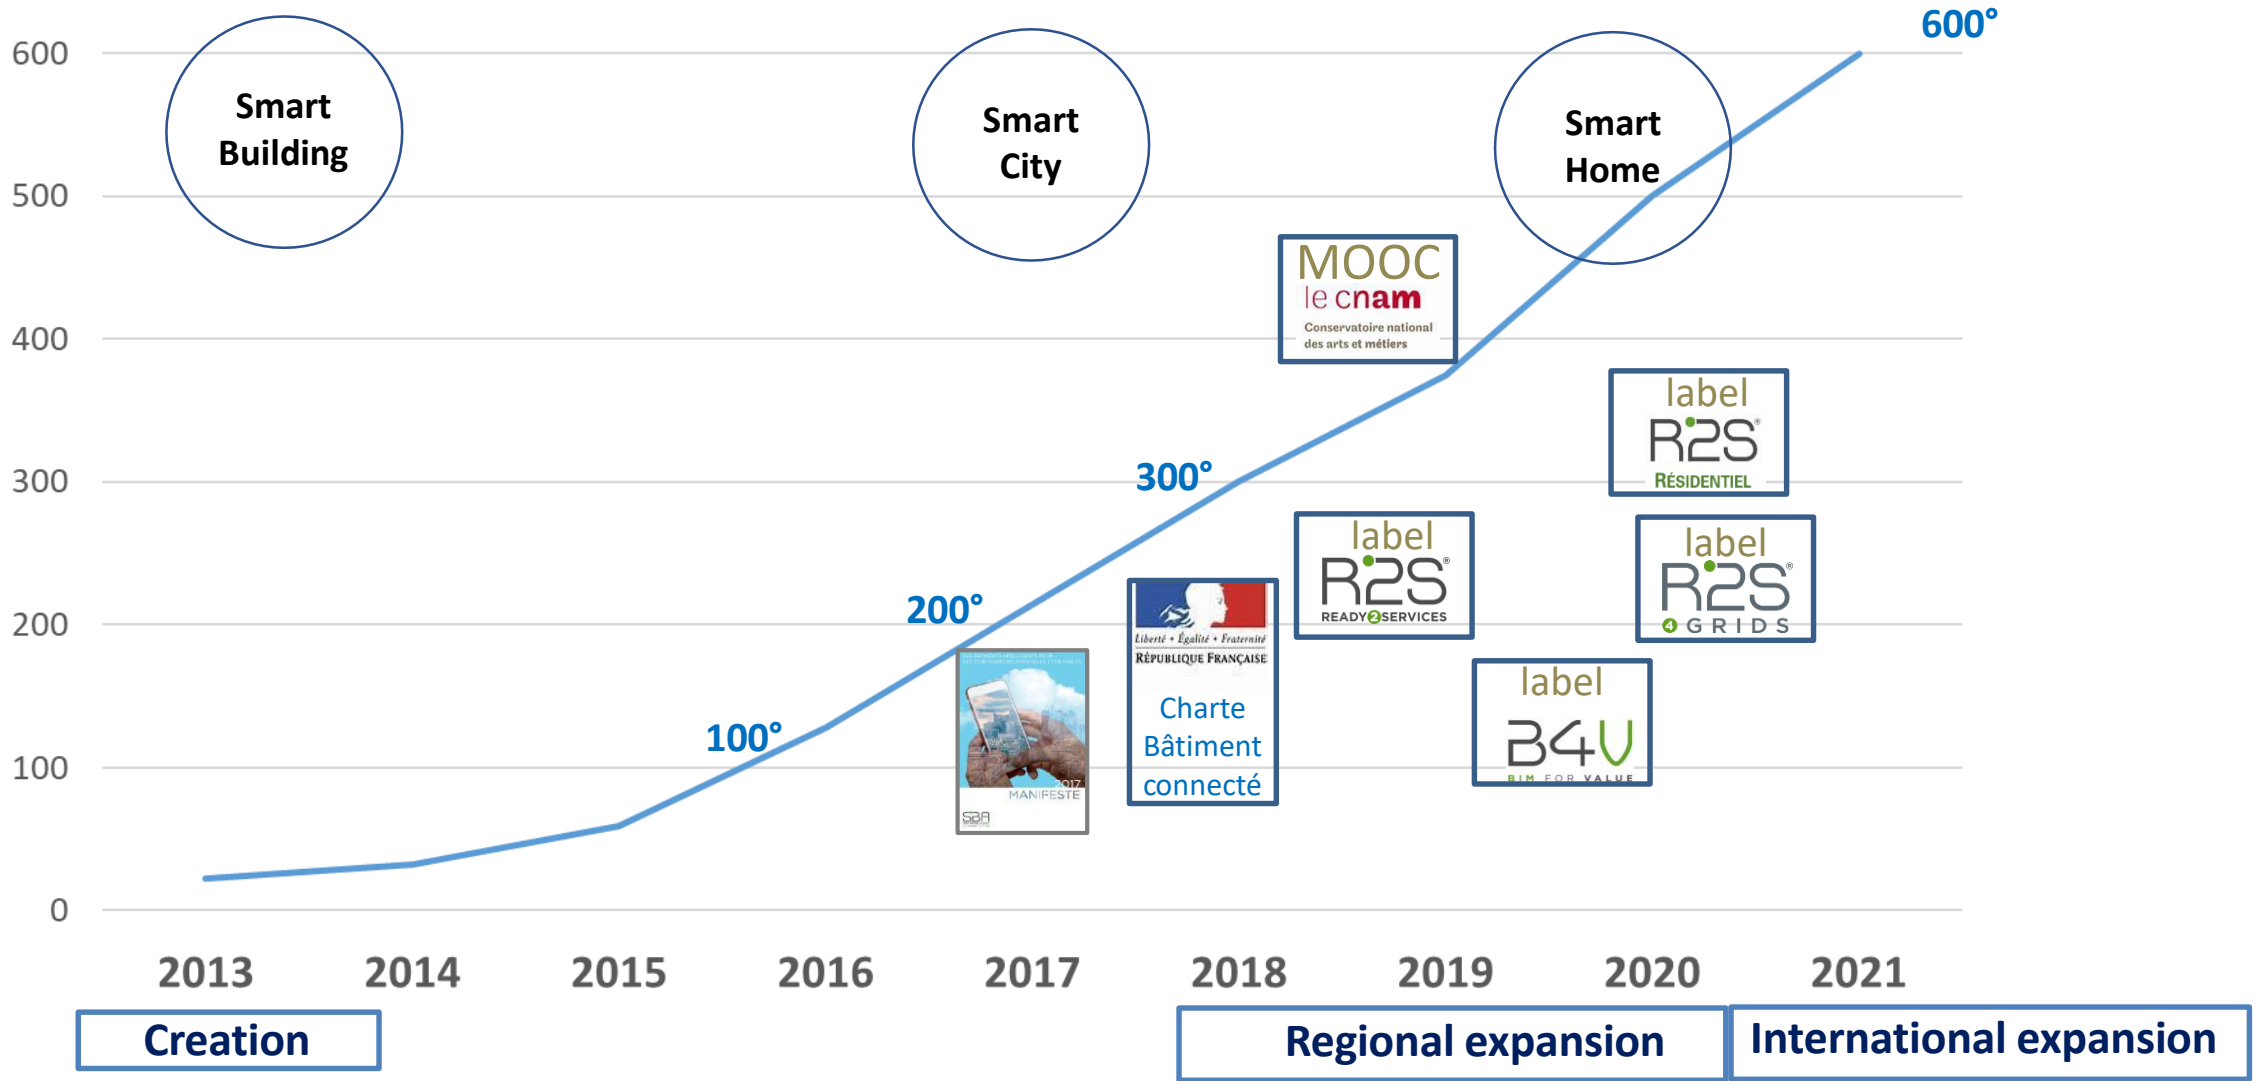 600°
600
500
400
300
200
100
0
Smart
Building
Smart
City
Smart
Home
MOOC
le cnam
Conservatoire national
des arts et métiers
label
R2S®
RÉSIDENTIEL
300°
label
R2S®
READY2SERVICES
label
R2S®
4GRIDS
200°
Liberté • Égalité • Fraternité
RÉPUBLIQUE FRANÇAISE
Charte
Bâtiment
connecté
label
B4V
BIM FOR VALUE
100°
2017
MANIFESTE
SBA
2013
2014
2015
2016
2017
2018
2019
2020
2021
Creation
Regional expansion
International expansion